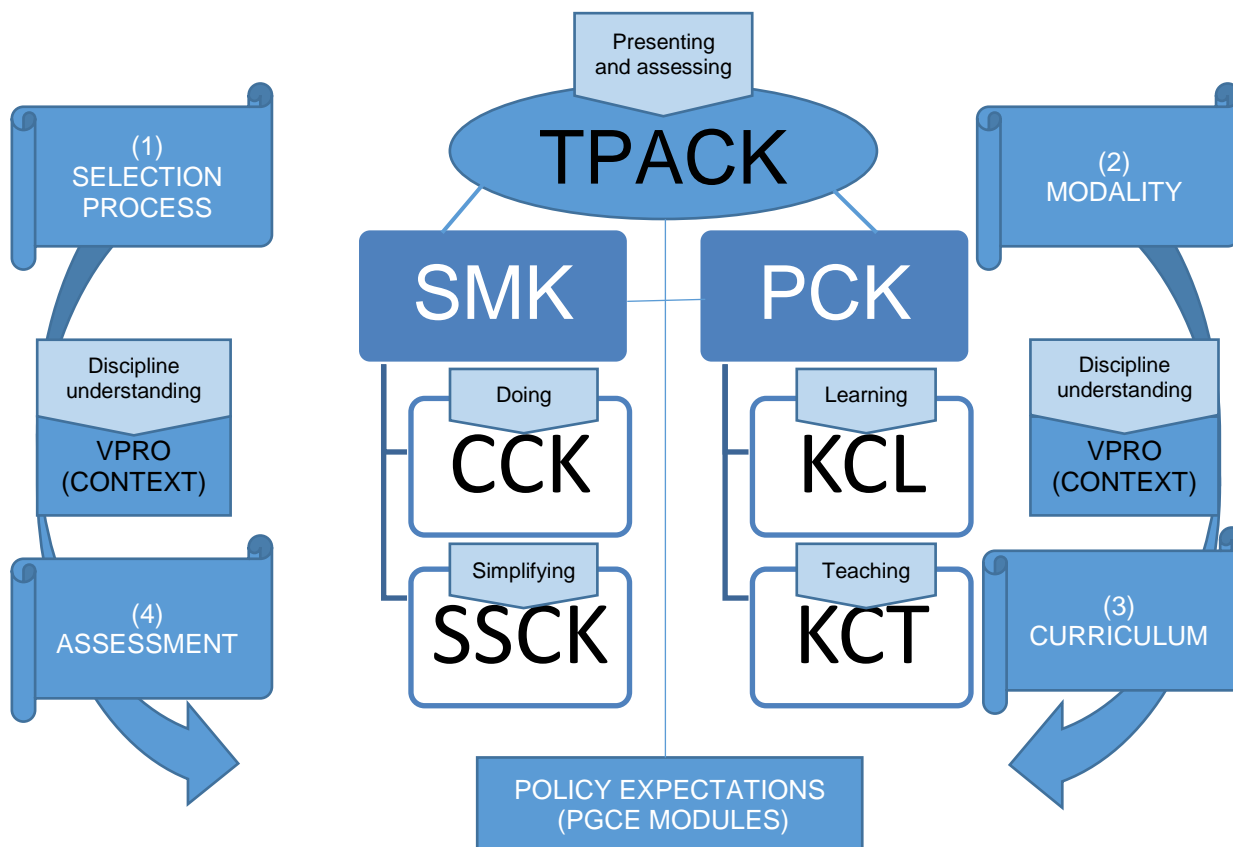 Presenting
and assessing
TPACK
(1)
SELECTION
PROCESS
(2)
MODALITY
SMK
PCK
Discipline
understanding
VPRO
(CONTEXT)
Doing
CCK
Learning
KCL
Discipline
understanding
VPRO
(CONTEXT)
(4)
ASSESSMENT
Simplifying
SSCK
Teaching
KCT
(3)
CURRICULUM
POLICY EXPECTATIONS
(PGCE MODULES)